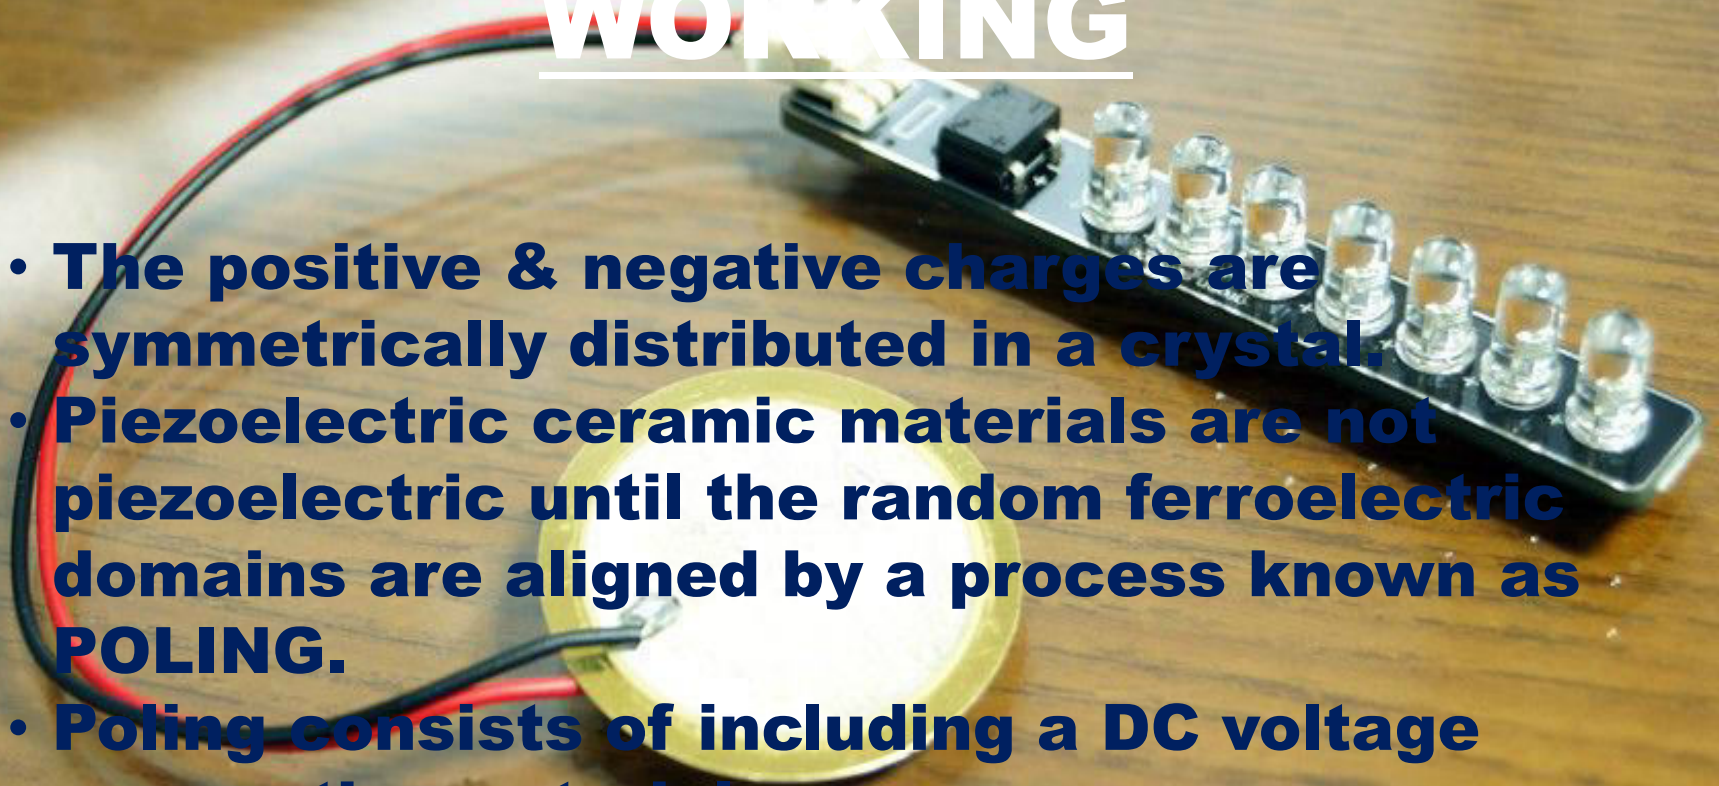 WORKING
• The positive & negative charges are
symmetrically distributed in a crystal.
• Piezoelectric ceramic materials are not
piezoelectric until the random ferroelectric
domains are aligned by a process known as
POLING.
• Poling consists of including a DC voltage